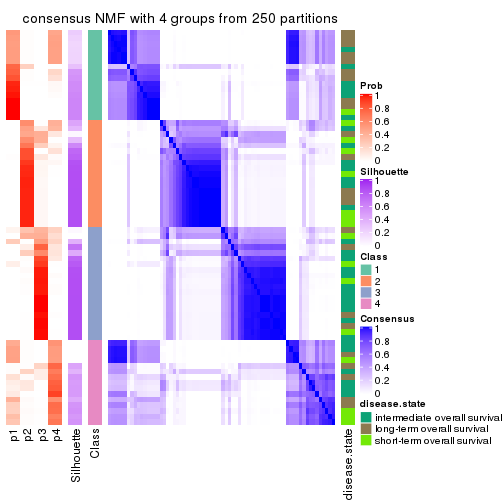 consensus NMF with 4 groups from 250 partitions
Prob
1
0.8
0.6
0.4
0.2
0
Silhouette
1
0.8
0.6
0.4
0.2
0
Class
1
2
3
4
Consensus
1
0.8
0.6
0.4
0.2
0
disease.state
intermediate overall survival
long-term overall survival
short-term overall survival
p1
p2
p3
p4
Silhouette
Class
disease.state